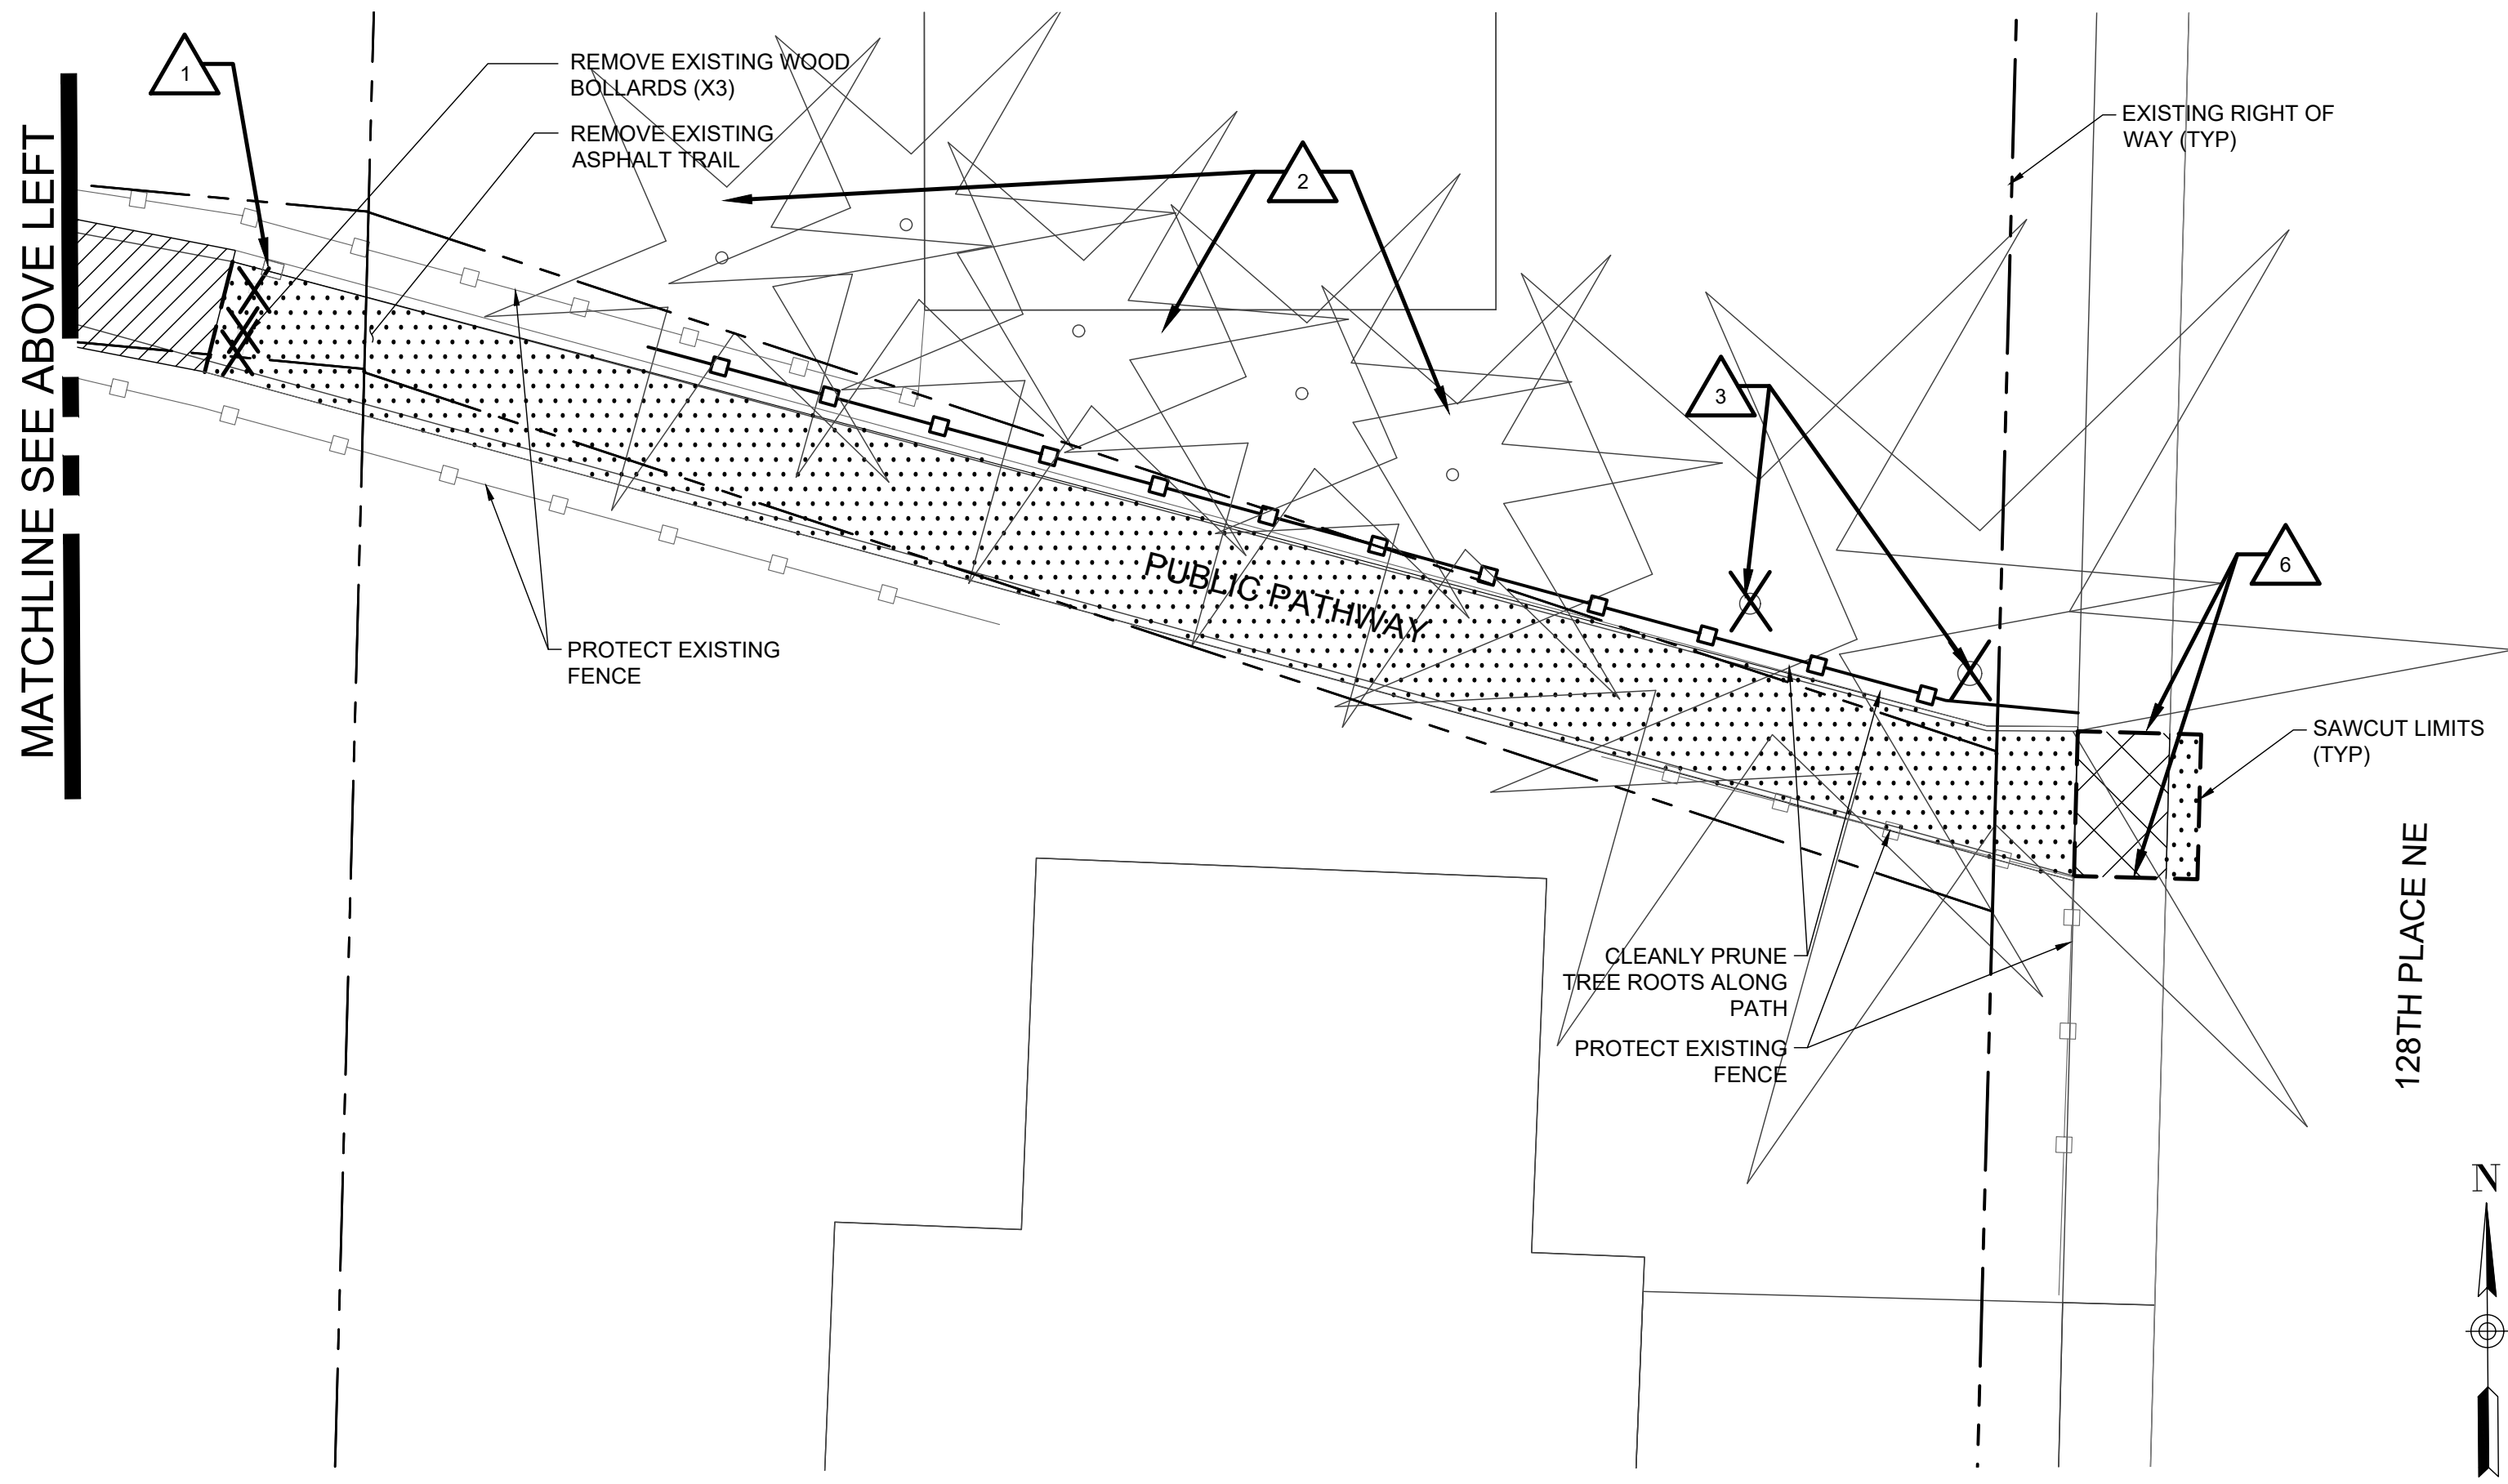 1
REMOVE EXISTING WOOD
BOLLARDS (X3)
REMOVE EXISTING
ASPHALT TRAIL
2
EXISTING RIGHT OF
WAY (TYP)
MATCHLINE SEE ABOVE LEFT
3
6
PUBLIC PATHWAY
PROTECT EXISTING
FENCE
SAWCUT LIMITS
(TYP)
CLEANLY PRUNE
TREE ROOTS ALONG
PATH
PROTECT EXISTING
FENCE
128TH PLACE NE
N